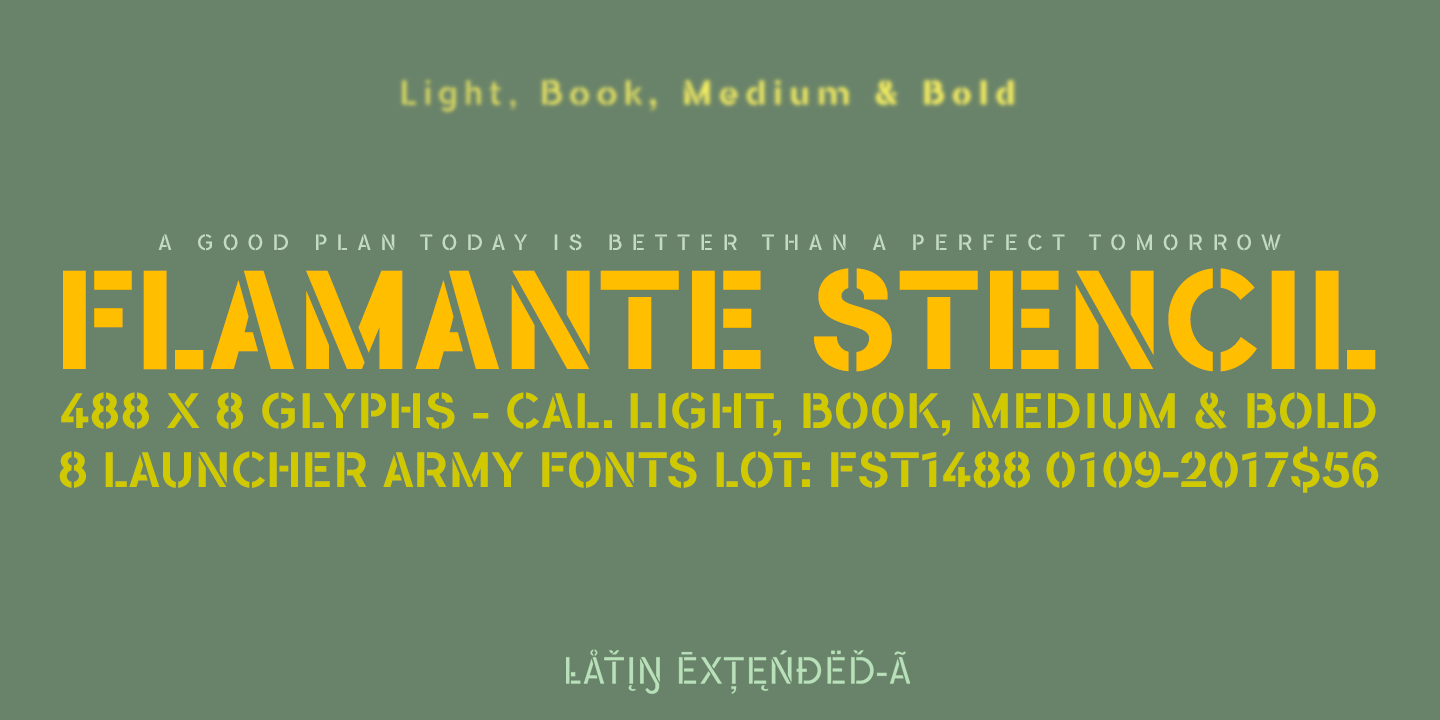 Light, Book, Medium & Bold
A GOOD PLAN TODAY IS BETTER THAN A PERFECT TOMORROW
FLAMANTE STENCIL
488 X 8 GLYPHS - CAL. LIGHT, BOOK, MEDIUM & BOLD
8 LAUNCHER ARMY FONTS LOT: FST1488 0109-2017$56
ĿÅŤĮŊ ĒXŢĘŃĐËĎ-Ã